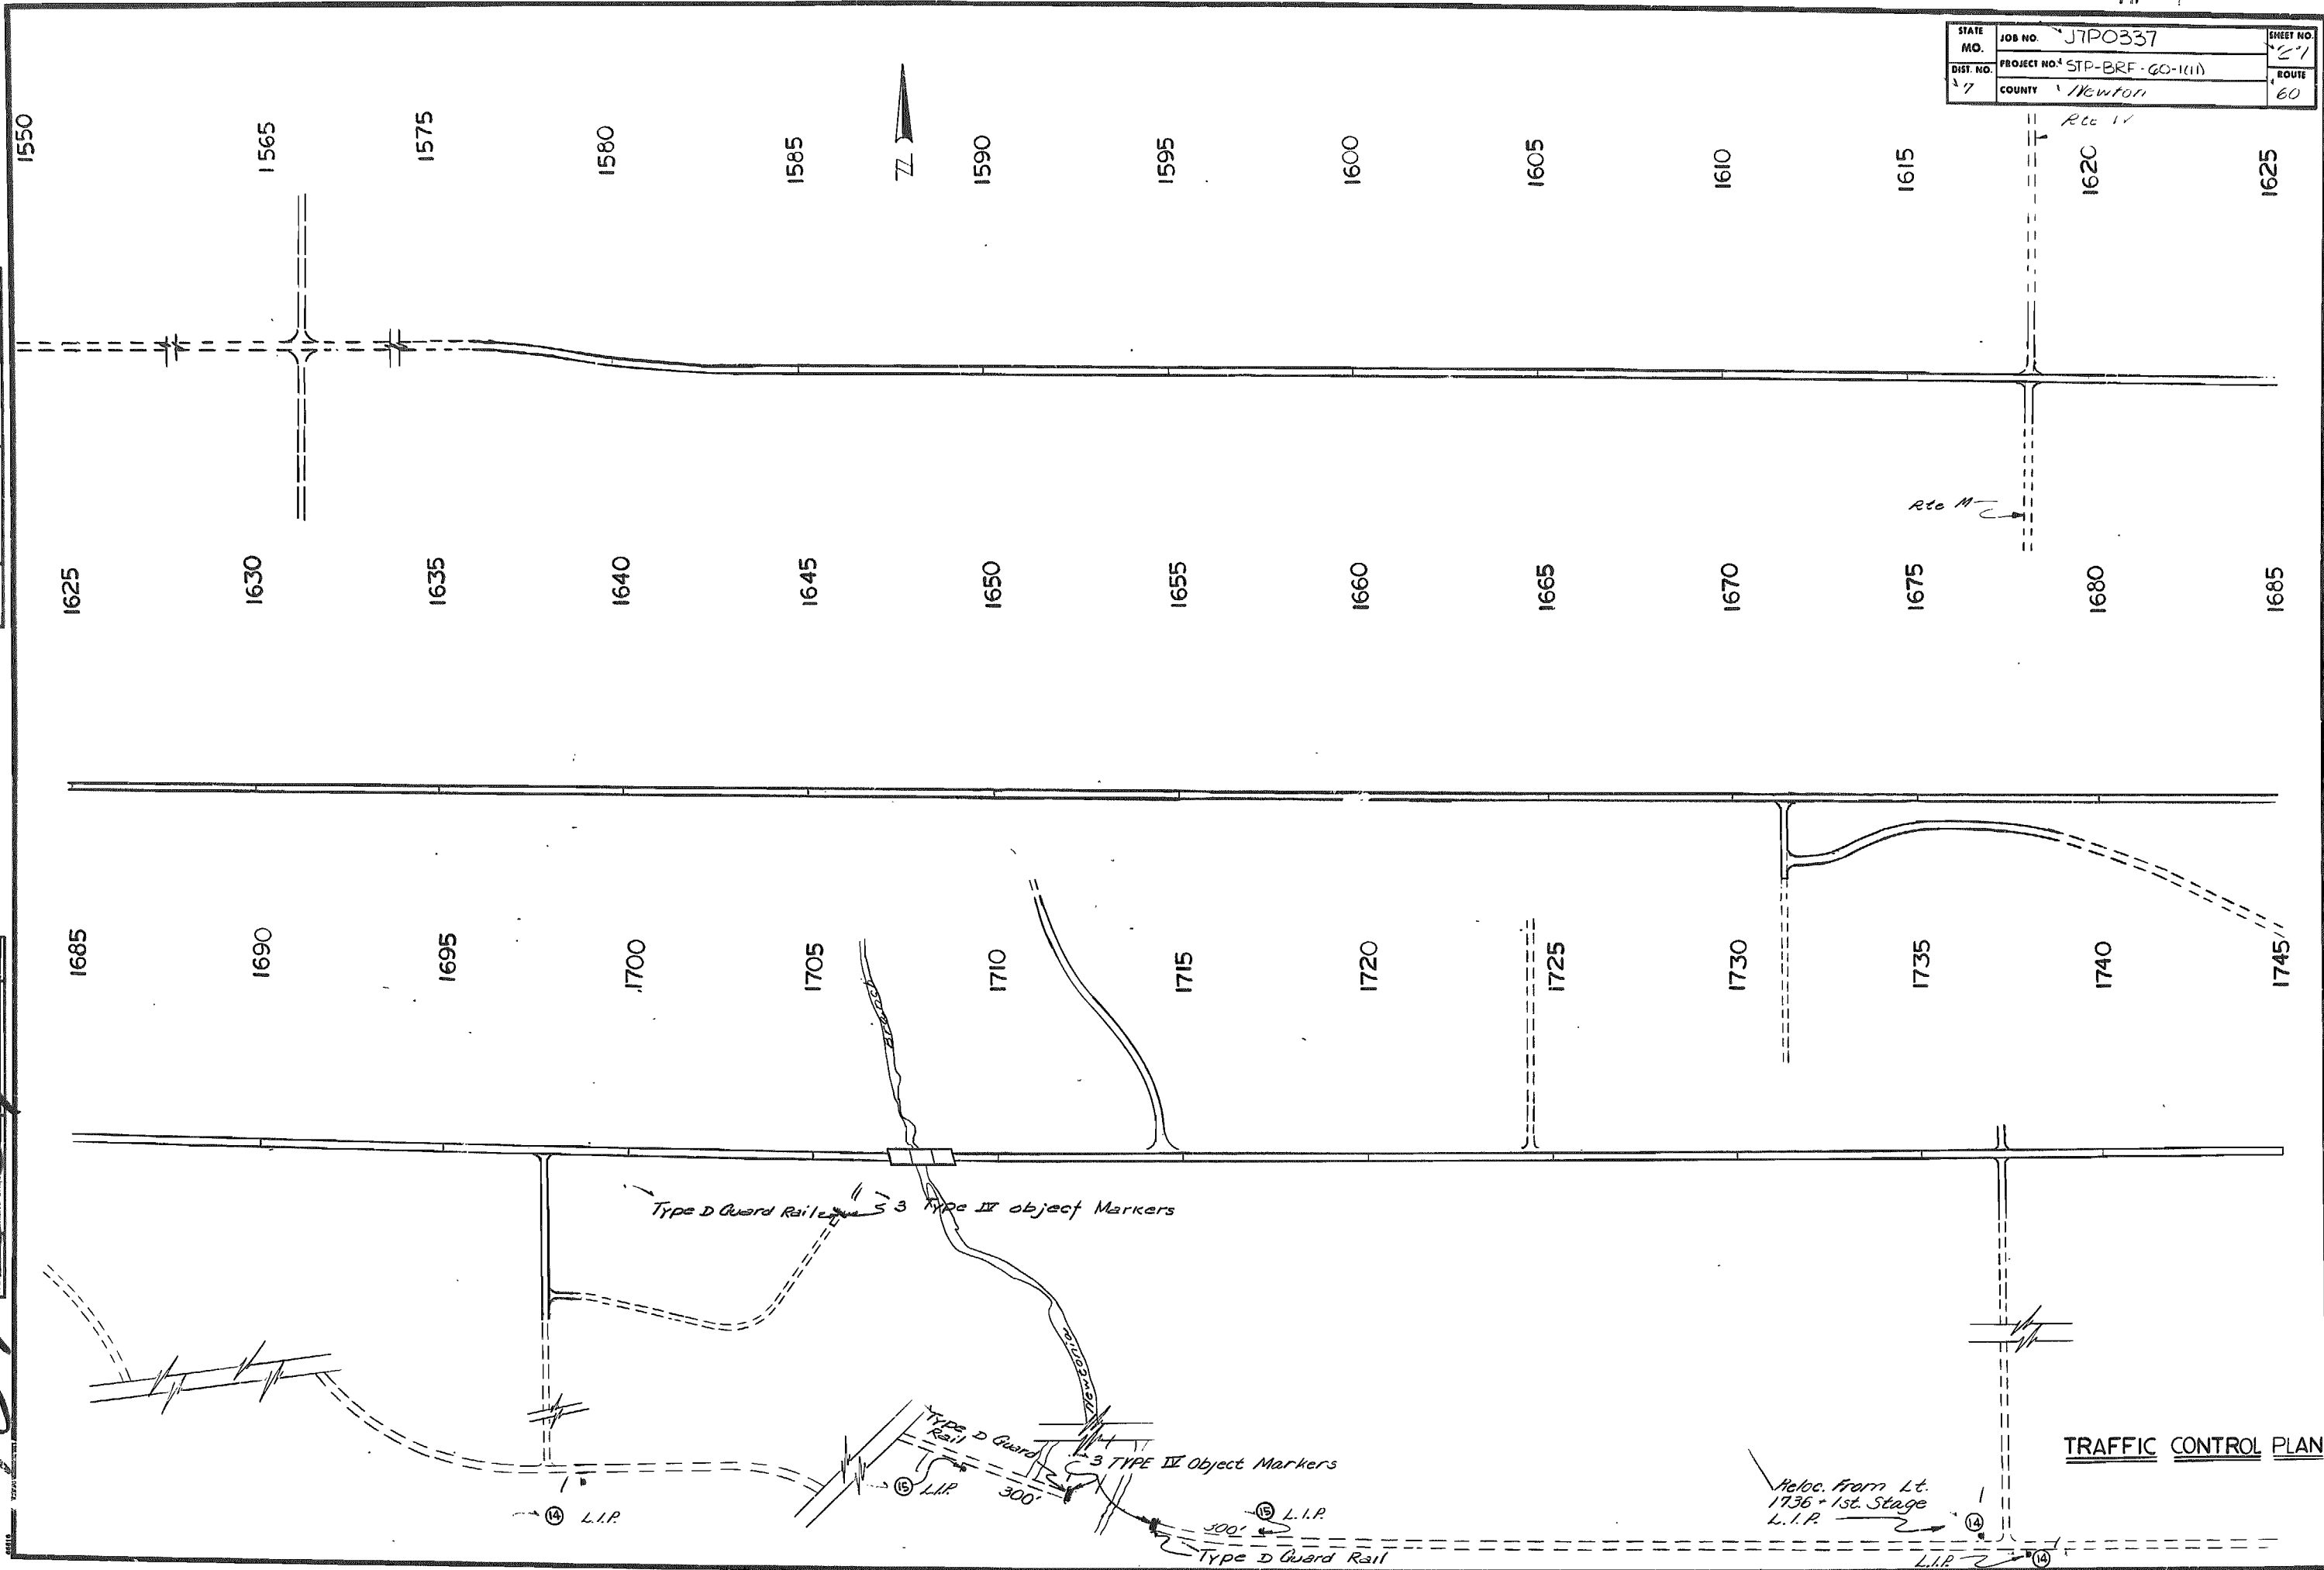 STATE
MO.
JOB NO. J7P0337
SHEET NO.
DIST. NO.
7
PROJECT NO. STP-BRF-60-1(11)
ROUTE
60
COUNTY Newton
1550
1565
1575
1580
1585
N
1590
1595
1600
1605
1610
1615
1620
1625
Rte
Rte M
1625
1630
1635
1640
1645
1650
1655
1660
1665
1670
1675
1680
1685
1685
1690
1695
1700
1705
1710
1715
1720
1725
1730
1735
1740
1745
Branch
Type D Guard Rail
3 Type IV object Markers
Newtonia
Type D Guard
Rail
3 TYPE IV Object Markers
15 L.I.P.
300'
14 L.I.P.
15 L.I.P.
300'
Type D Guard Rail
Reloc. From Lt.
1736 + 1st. Stage
L.I.P.
14
L.I.P. 14
TRAFFIC CONTROL PLAN